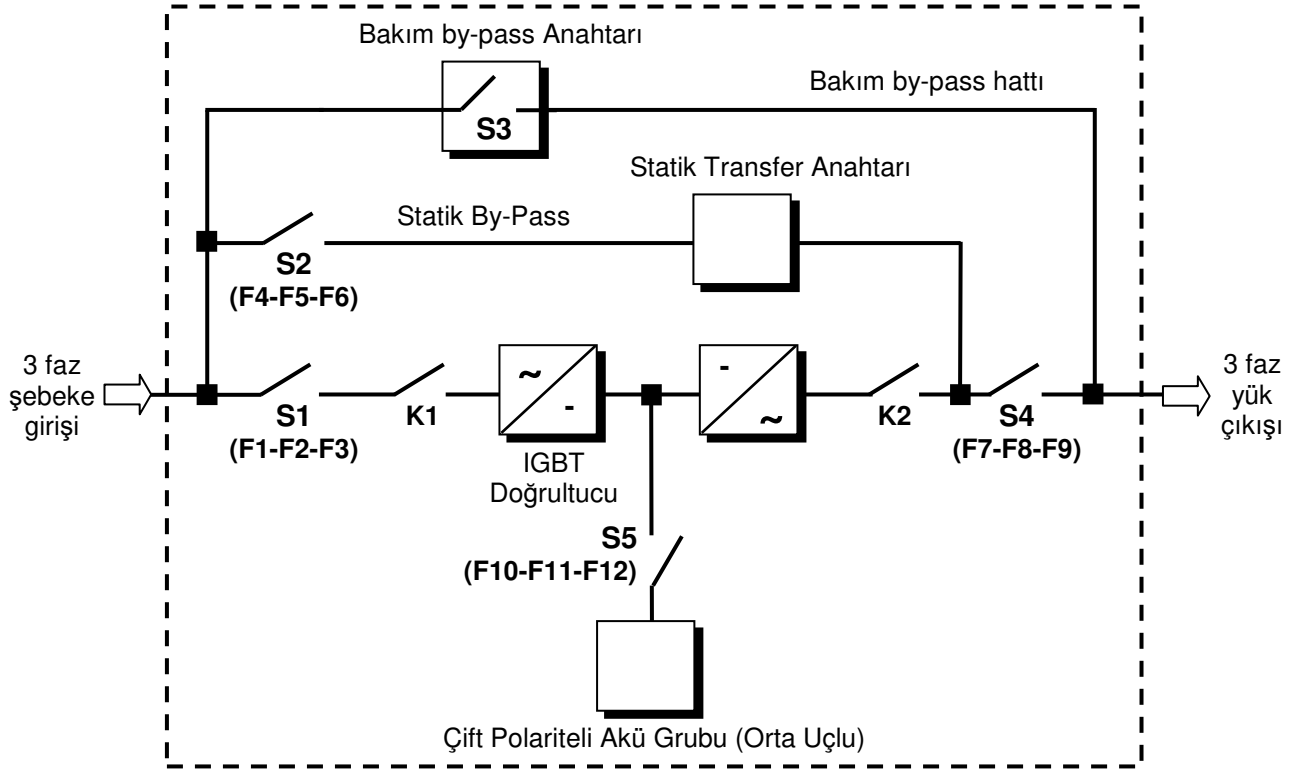 Bakım by-pass Anahtarı
Bakım by-pass hattı
S3
Statik Transfer Anahtarı
Statik By-Pass
S2
(F4-F5-F6)
3 faz
şebeke
girişi
S1
(F1-F2-F3)
K1
~
-
IGBT
Doğrultucu
-
~
K2
S4
(F7-F8-F9)
3 faz
yük
çıkışı
S5
(F10-F11-F12)
Çift Polariteli Akü Grubu (Orta Uçlu)